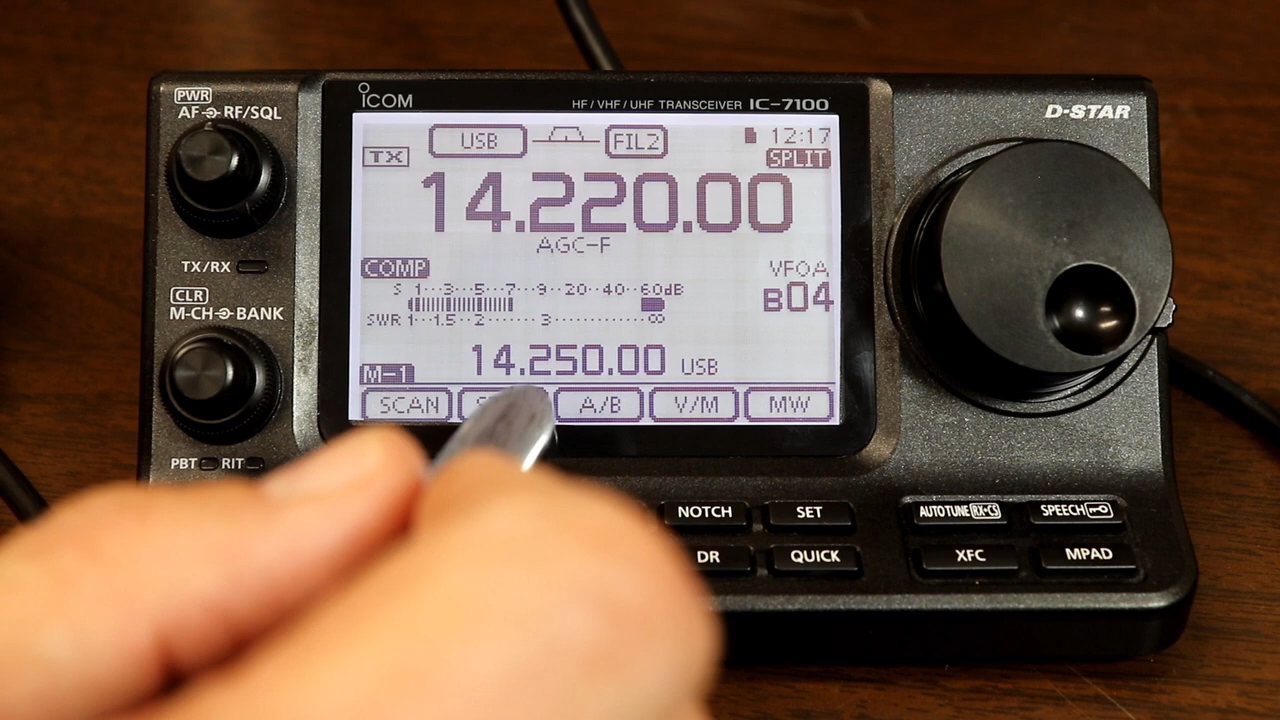 PWR
AF RF/SQL
TX/RX
CLR
M-CH BANK
PBT RIT
ICOM
HF/VHF/UHF TRANSCEIVER IC-7100
D-STAR
USB FIL2 12:17
TX SPLIT
14.220.00
AGC-F
COMP VFOA
S 1··3··5··7··9··20··40··60dB
B04
SWR 1··1.5··2······3···········∞
14.250.00 USB
M-1
SCAN A/B V/M MW
NOTCH SET AUTOTUNE RX→CS SPEECH
DR QUICK XFC MPAD